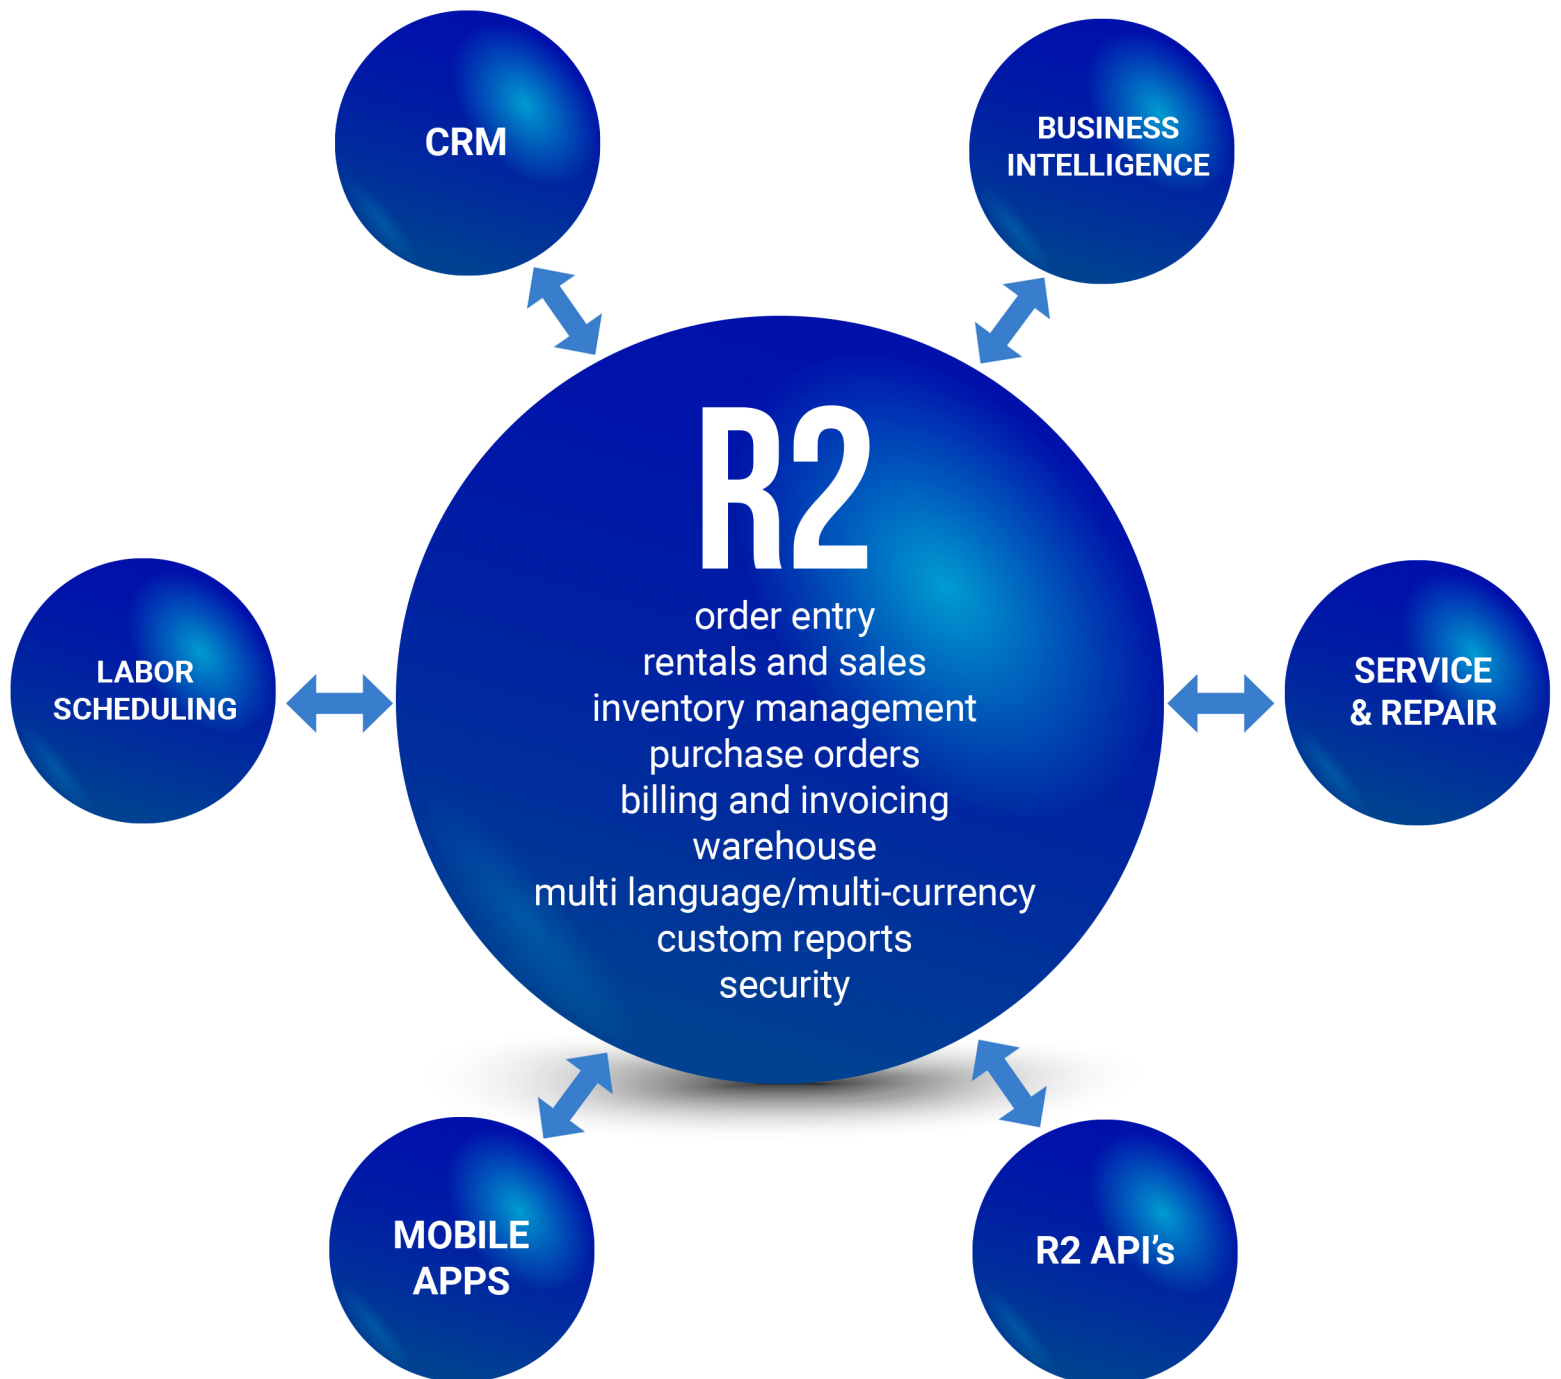 CRM
BUSINESS
INTELLIGENCE
R2
order entry
rentals and sales
inventory management
purchase orders
billing and invoicing
warehouse
multi language/multi-currency
custom reports
security
LABOR
SCHEDULING
SERVICE
& REPAIR
MOBILE
APPS
R2 API’s